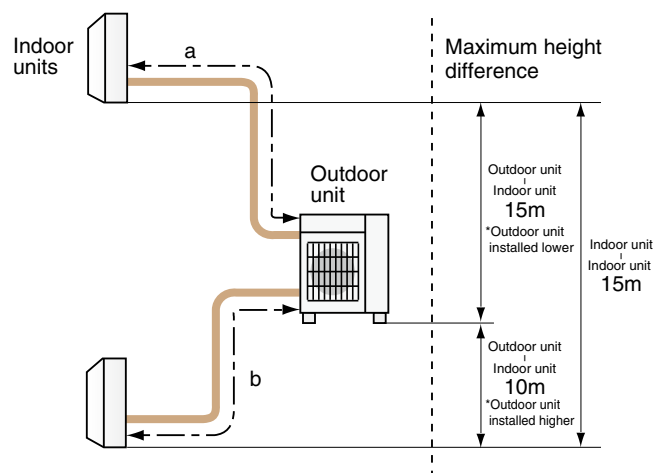 Indoor
units
a
Outdoor
unit
b
Maximum height
difference
Outdoor unit
Indoor unit
15m
*Outdoor unit
installed lower
Indoor unit
Indoor unit
15m
Outdoor unit
Indoor unit
10m
*Outdoor unit
installed higher